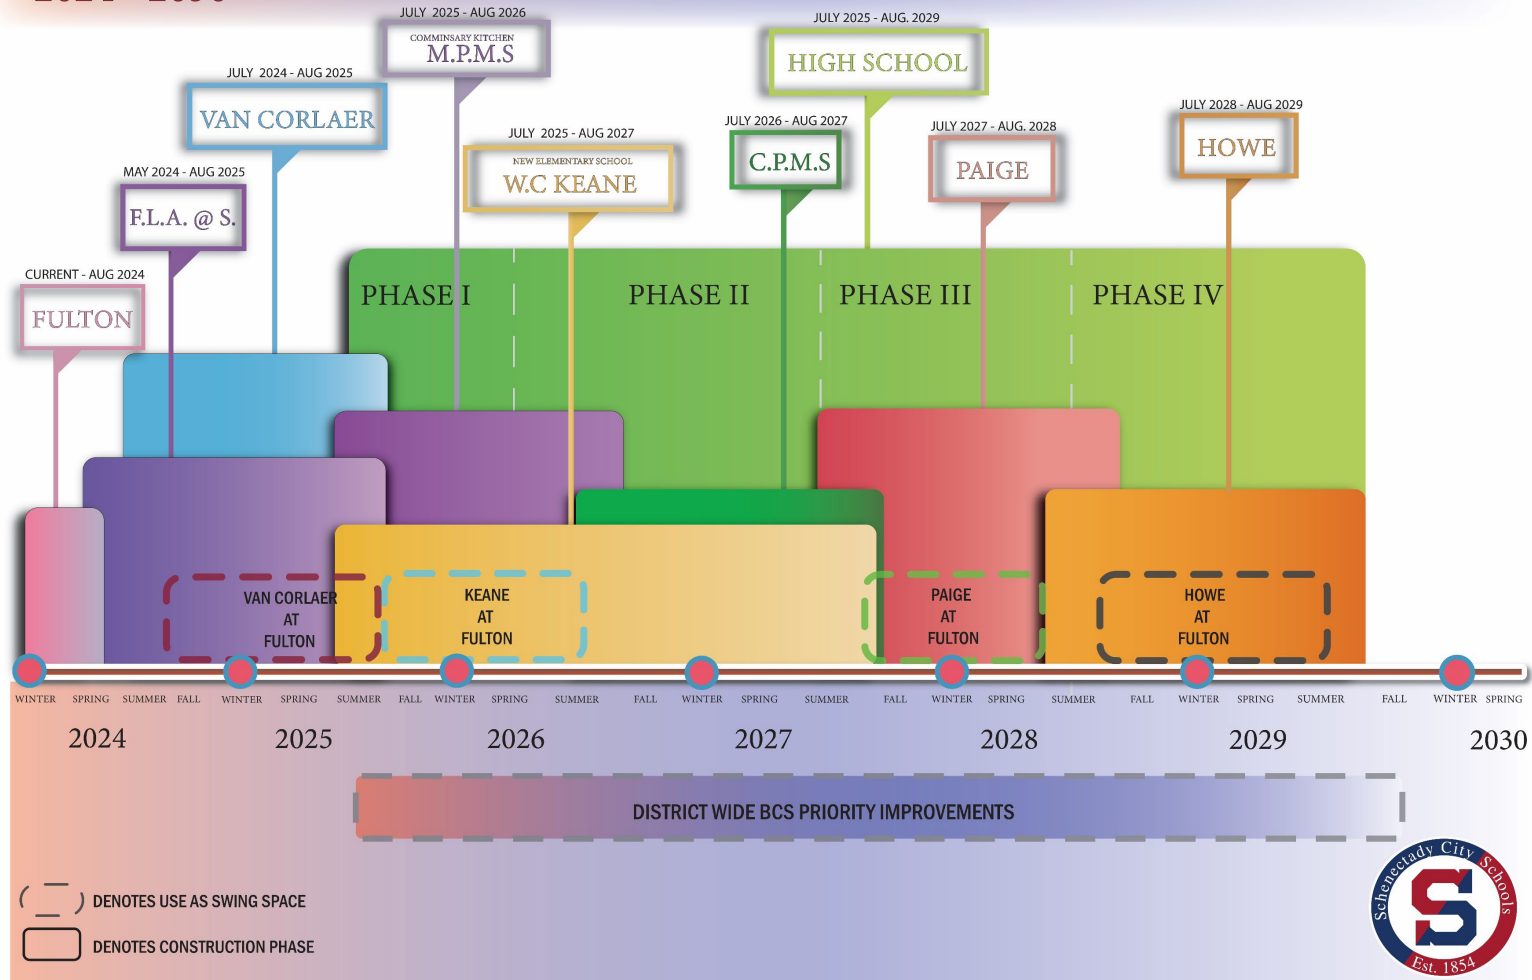 JULY 2025 - AUG 2026
COMMINSARY KITCHEN
M.P.M.S
JULY 2025 - AUG. 2029
HIGH SCHOOL
JULY 2024 - AUG 2025
VAN CORLAER
JULY 2025 - AUG 2027
NEW ELEMENTARY SCHOOL
W.C KEANE
JULY 2026 - AUG 2027
C.P.M.S
JULY 2027 - AUG. 2028
PAIGE
JULY 2028 - AUG 2029
HOWE
MAY 2024 - AUG 2025
F.L.A. @ S.
CURRENT - AUG 2024
FULTON
PHASE I
PHASE II
PHASE III
PHASE IV
VAN CORLAER
AT
FULTON
KEANE
AT
FULTON
PAIGE
AT
FULTON
HOWE
AT
FULTON
WINTER SPRING SUMMER FALL WINTER SPRING SUMMER FALL WINTER SPRING SUMMER FALL WINTER SPRING SUMMER FALL WINTER SPRING SUMMER FALL WINTER SPRING SUMMER FALL WINTER SPRING
2024 2025 2026 2027 2028 2029 2030
DISTRICT WIDE BCS PRIORITY IMPROVEMENTS
DENOTES USE AS SWING SPACE
DENOTES CONSTRUCTION PHASE
Schenectady City Schools
S
Est. 1854